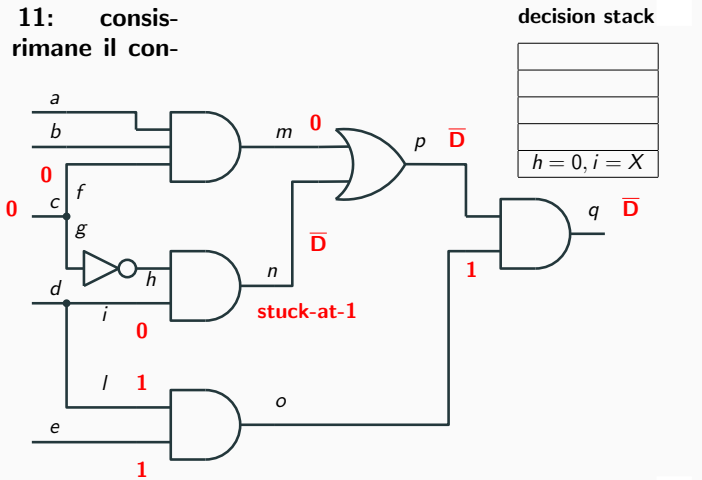 11: consis-
rimane il con-
decision stack
h = 0, i = X
a
b
m
0
p
D̅
0
f
0
c
g
q
D̅
h
n
D̅
1
d
i
0
stuck-at-1
l
1
o
e
1